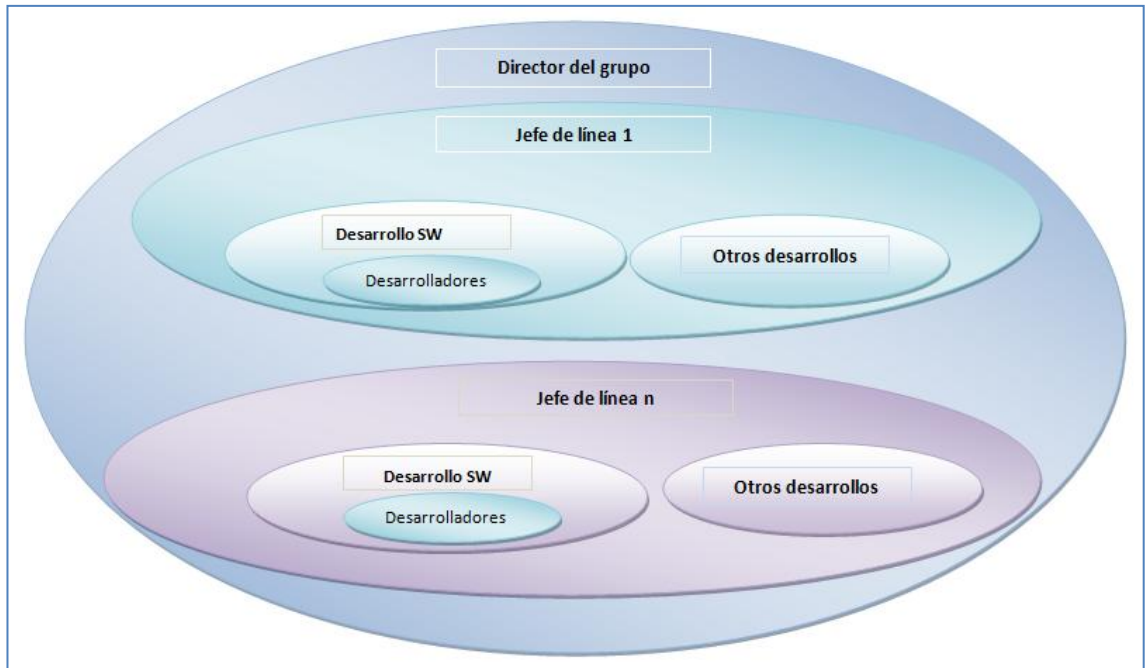 Director del grupo
Jefe de línea 1
Desarrollo SW
Otros desarrollos
Desarrolladores
Jefe de línea n
Desarrollo SW
Otros desarrollos
Desarrolladores